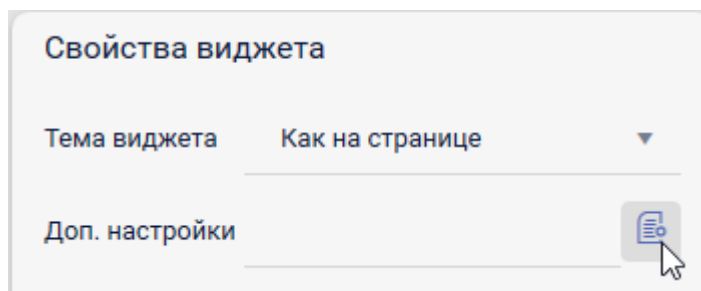 Свойства виджета
Тема виджета Как на странице
Доп. настройки